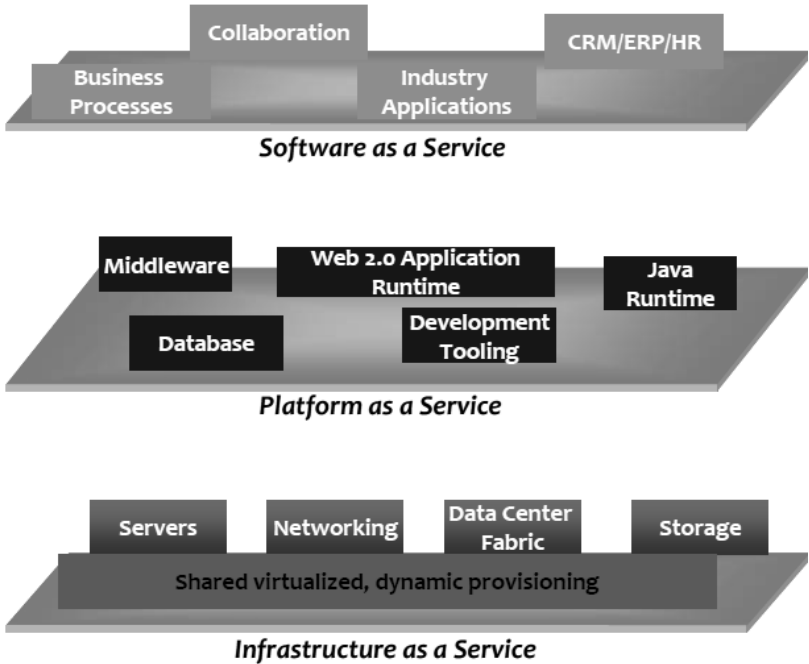 Collaboration
CRM/ERP/HR
Business
Processes
Industry
Applications
Software as a Service
Middleware
Web 2.0 Application
Runtime
Java
Runtime
Database
Development
Tooling
Platform as a Service
Servers
Networking
Data Center
Fabric
Storage
Shared virtualized, dynamic provisioning
Infrastructure as a Service